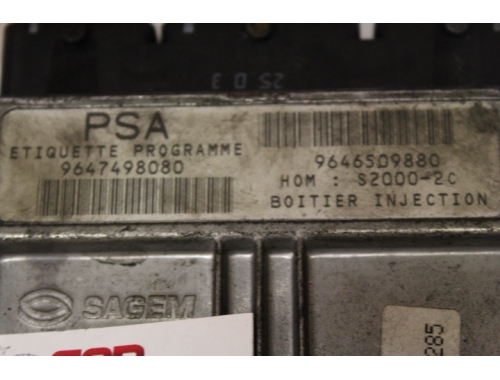 25 0 3
PSA
ETIQUETTE PROGRAMME
9647498080
9646509880
HOM : S2000-2C
BOITIER INJECTION
SAGEM
285